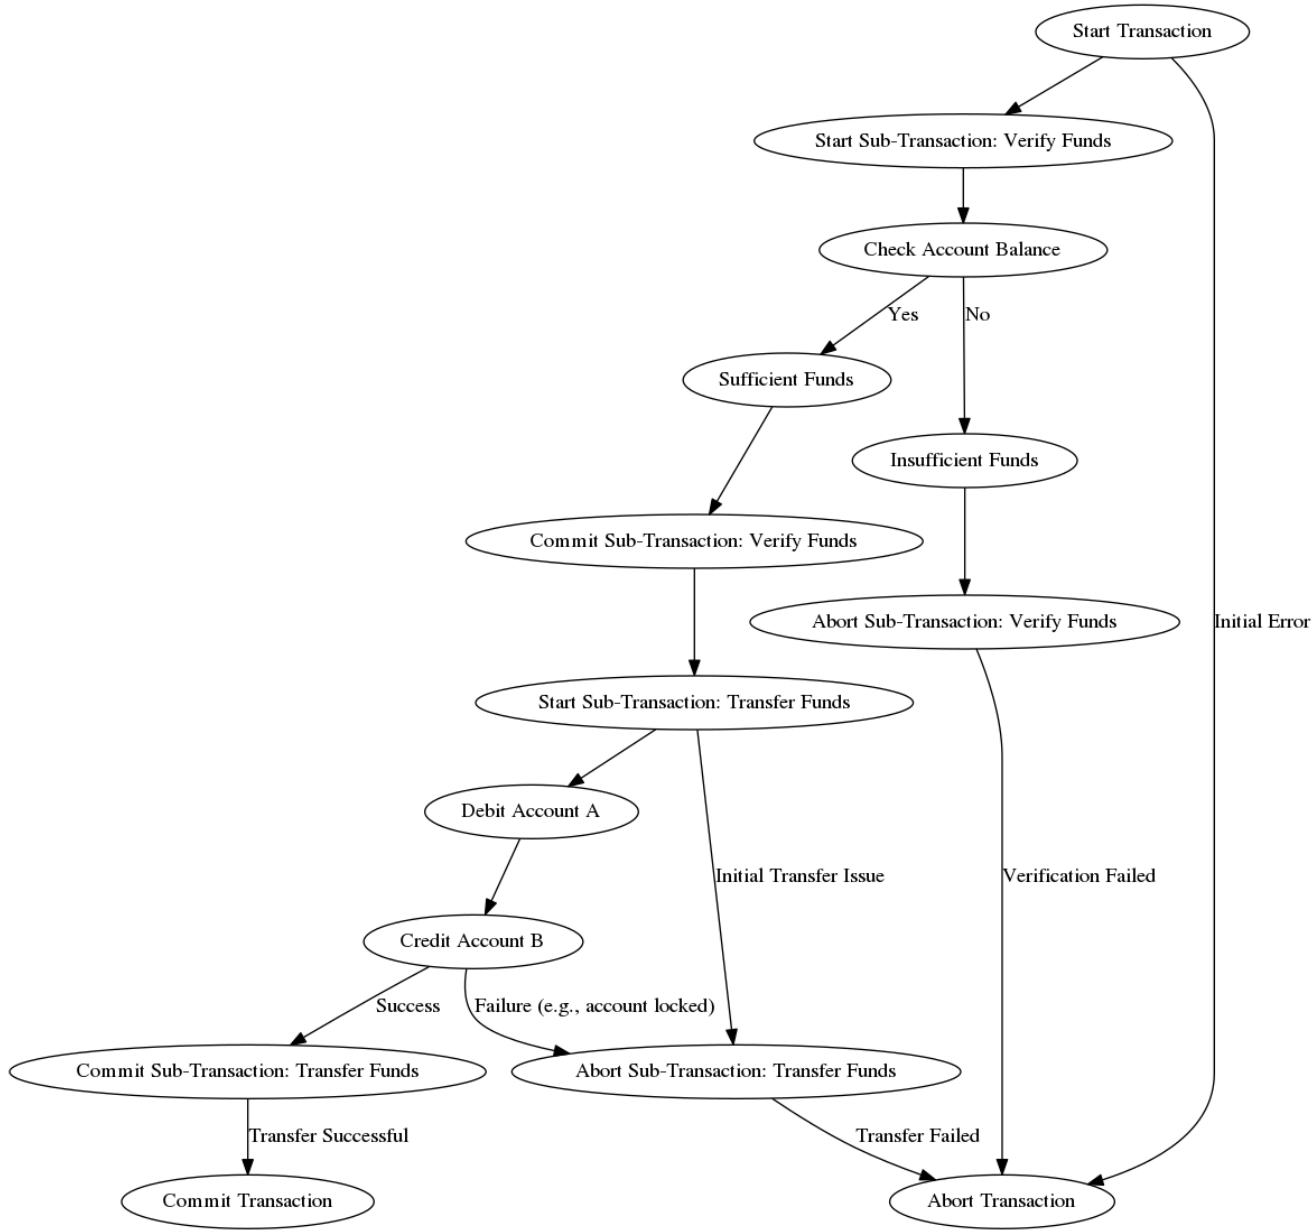 Start Transaction
Start Sub-Transaction: Verify Funds
Check Account Balance
Yes
No
Sufficient Funds
Insufficient Funds
Commit Sub-Transaction: Verify Funds
Abort Sub-Transaction: Verify Funds
Initial Error
Start Sub-Transaction: Transfer Funds
Debit Account A
Initial Transfer Issue
Verification Failed
Credit Account B
Success
Failure (e.g., account locked)
Commit Sub-Transaction: Transfer Funds
Abort Sub-Transaction: Transfer Funds
Transfer Successful
Transfer Failed
Commit Transaction
Abort Transaction